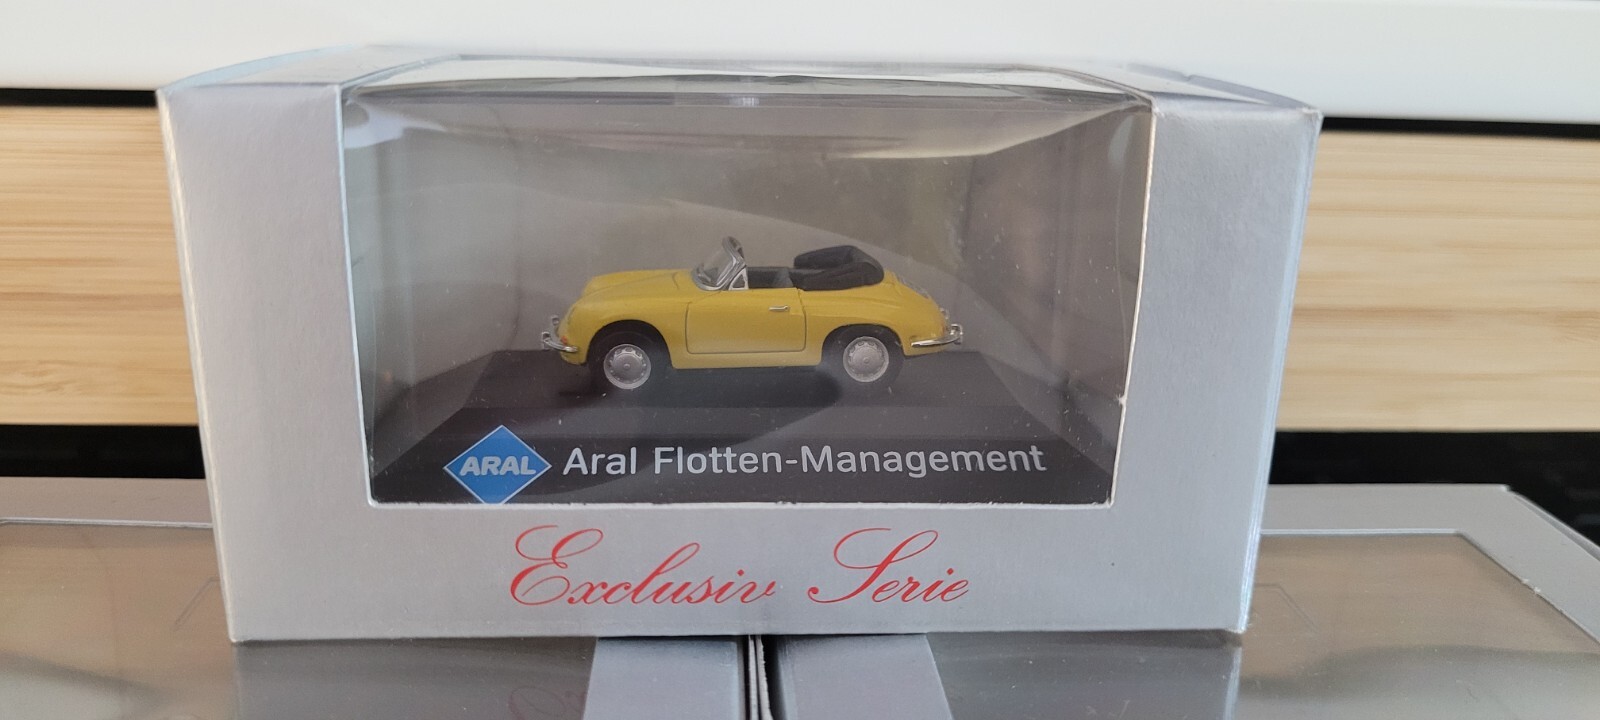 ARAL Aral Flotten-Management
Exclusiv Serie